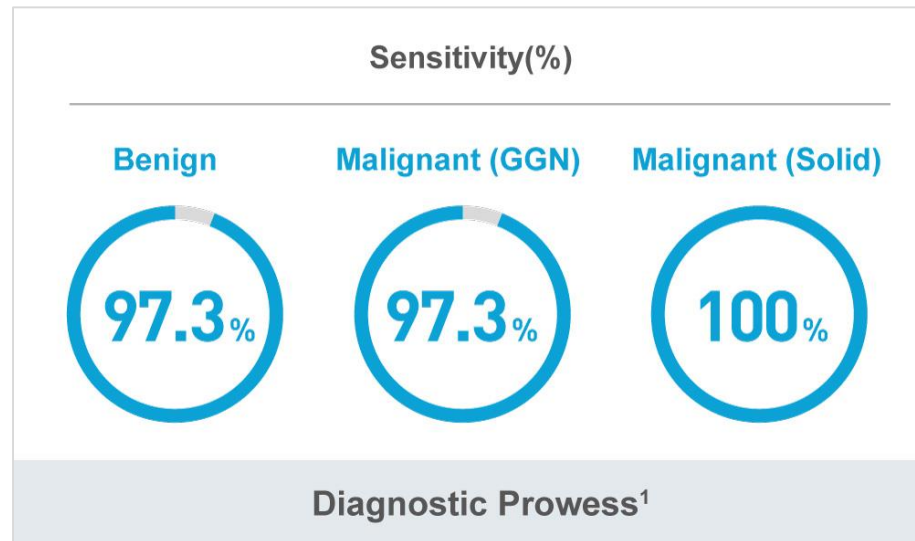 Sensitivity(%)
Benign Malignant (GGN) Malignant (Solid)
97.3% 97.3% 100%
Diagnostic Prowess¹